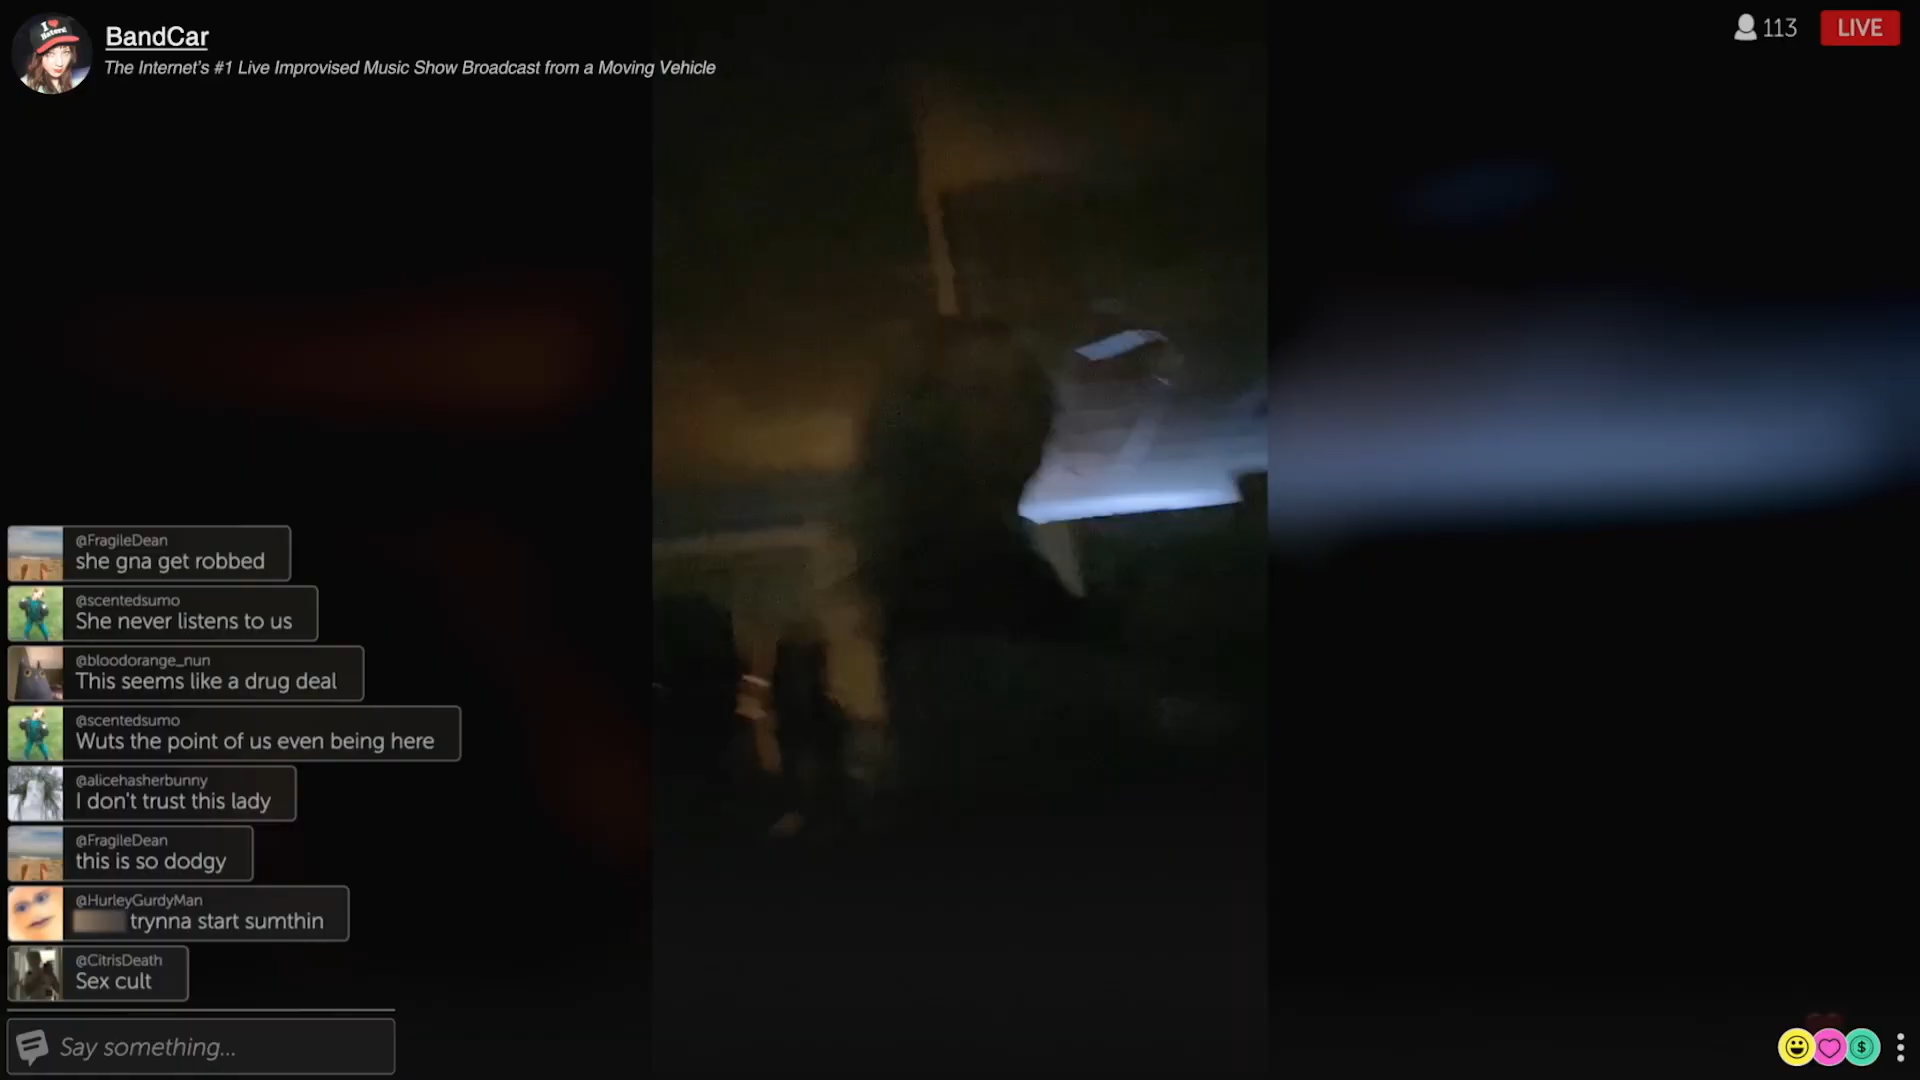 I ♥
Haters!
BandCar
The Internet's #1 Live Improvised Music Show Broadcast from a Moving Vehicle
113
LIVE
@FragileDean
she gna get robbed
@scentedsumo
She never listens to us
@bloodorange_nun
This seems like a drug deal
@scentedsumo
Wuts the point of us even being here
@alicehasherbunny
I don't trust this lady
@FragileDean
this is so dodgy
@HurleyGurdyMan
trynna start sumthin
@CitrisDeath
Sex cult
Say something...
$